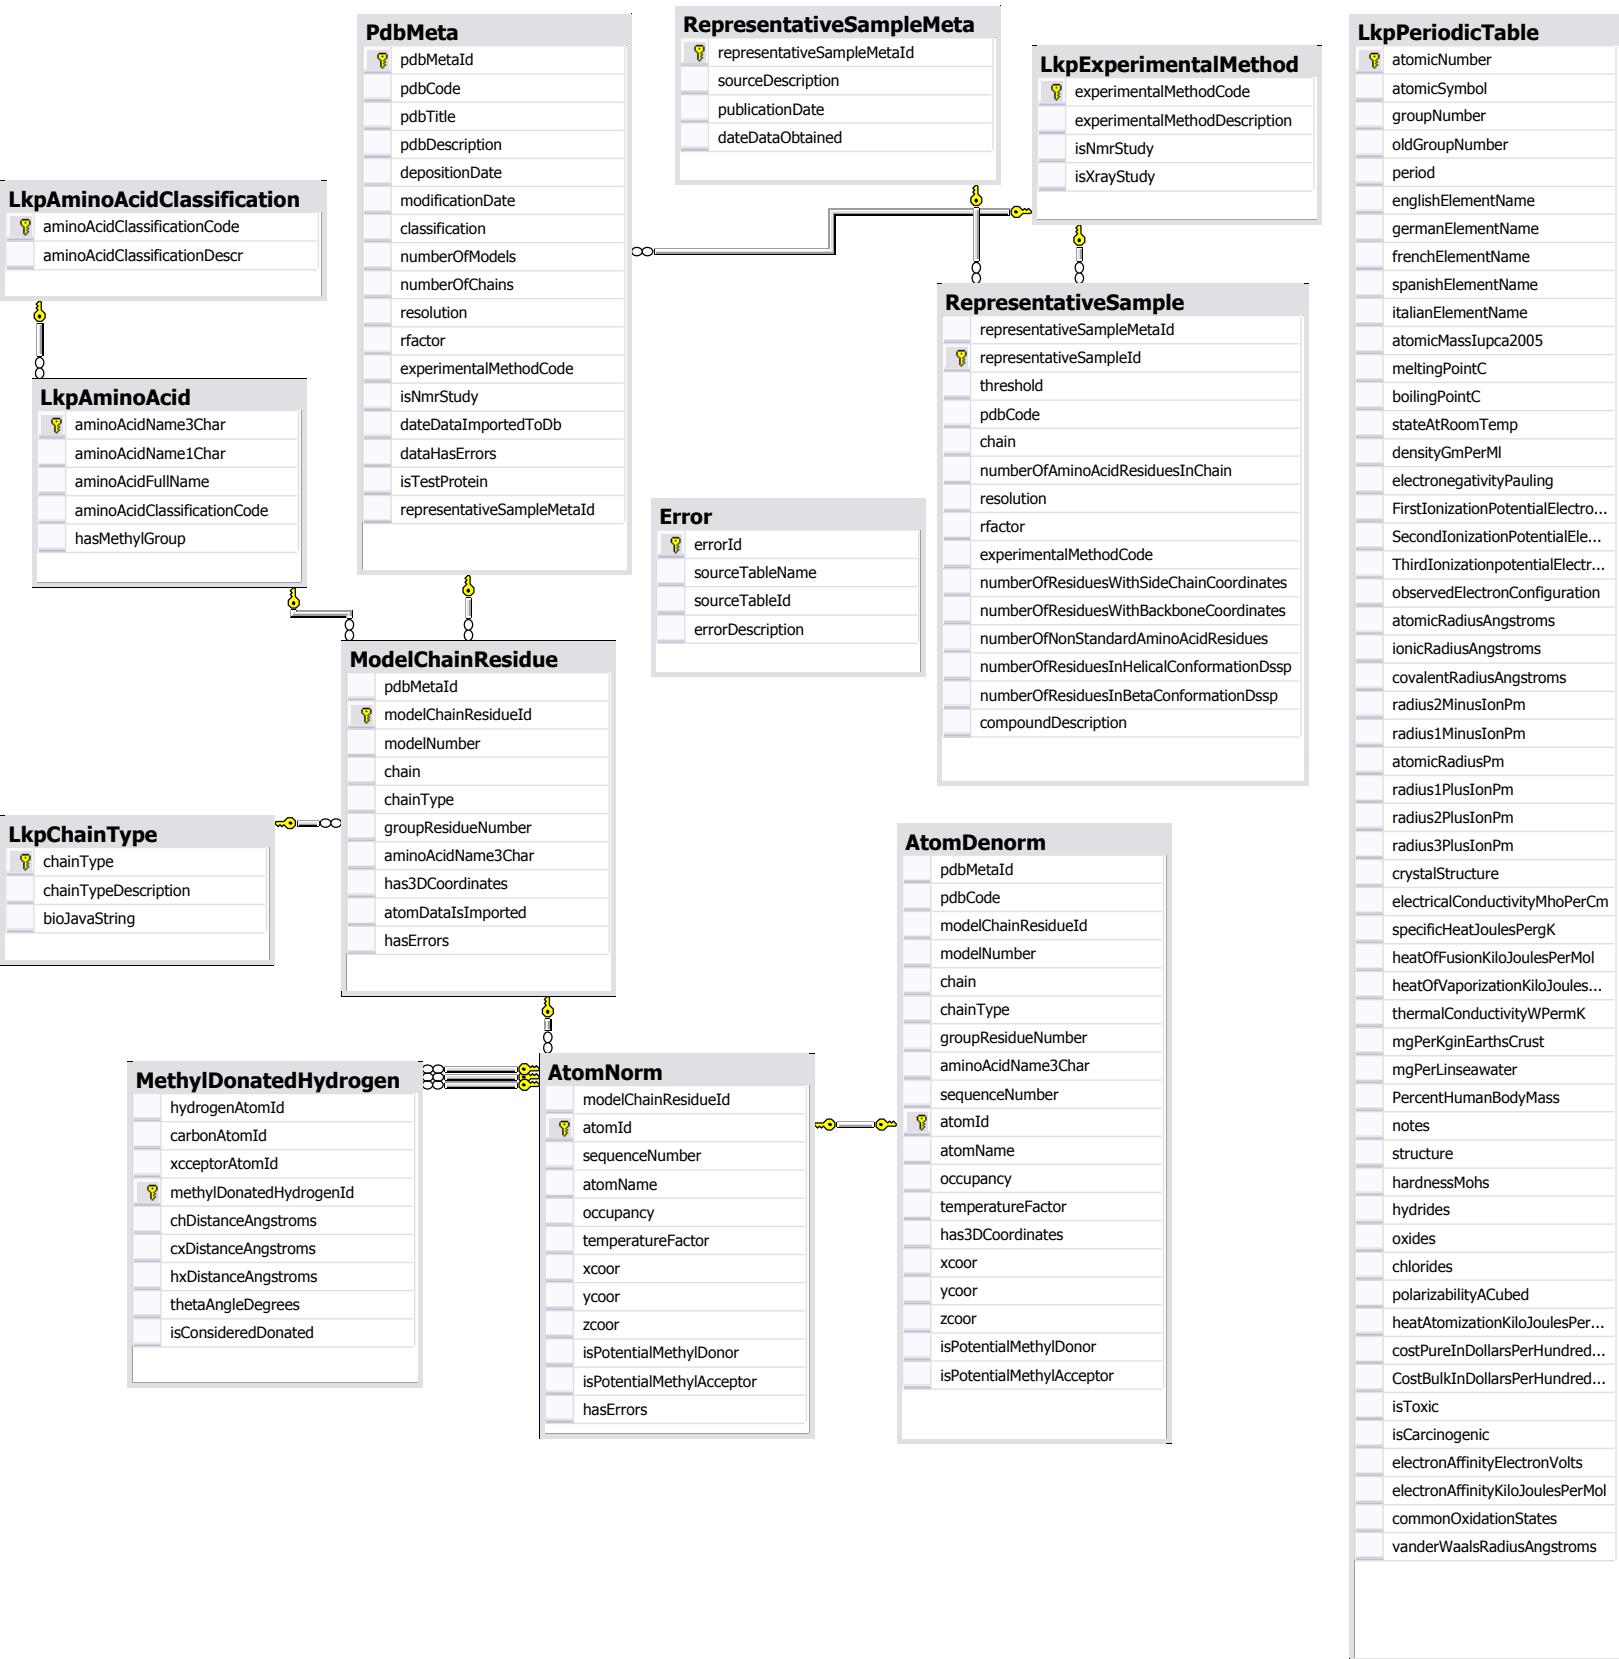 PdbMeta
pdbMetaId
pdbCode
pdbTitle
pdbDescription
depositionDate
modificationDate
classification
numberOfModels
numberOfChains
resolution
rfactor
experimentalMethodCode
isNmrStudy
dateDataImportedToDb
dataHasErrors
isTestProtein
representativeSampleMetaId
RepresentativeSampleMeta
representativeSampleMetaId
sourceDescription
publicationDate
dateDataObtained
LkpExperimentalMethod
experimentalMethodCode
experimentalMethodDescription
isNmrStudy
isXrayStudy
LkpAminoAcidClassification
aminoAcidClassificationCode
aminoAcidClassificationDescr
LkpAminoAcid
aminoAcidName3Char
aminoAcidName1Char
aminoAcidFullName
aminoAcidClassificationCode
hasMethylGroup
RepresentativeSample
representativeSampleMetaId
representativeSampleId
threshold
pdbCode
chain
numberOfAminoAcidResiduesInChain
resolution
rfactor
experimentalMethodCode
numberOfResiduesWithSideChainCoordinates
numberOfResiduesWithBackboneCoordinates
numberOfNonStandardAminoAcidResidues
numberOfResiduesInHelicalConformationDssp
numberOfResiduesInBetaConformationDssp
compoundDescription
Error
errorId
sourceTableName
sourceTableId
errorDescription
ModelChainResidue
pdbMetaId
modelChainResidueId
modelNumber
chain
chainType
groupResidueNumber
aminoAcidName3Char
has3DCoordinates
atomDataIsImported
hasErrors
LkpChainType
chainType
chainTypeDescription
bioJavaString
MethylDonatedHydrogen
hydrogenAtomId
carbonAtomId
xcceptorAtomId
methylDonatedHydrogenId
chDistanceAngstroms
cxDistanceAngstroms
hxDistanceAngstroms
thetaAngleDegrees
isConsideredDonated
AtomNorm
modelChainResidueId
atomId
sequenceNumber
atomName
occupancy
temperatureFactor
xcoor
ycoor
zcoor
isPotentialMethylDonor
isPotentialMethylAcceptor
hasErrors
AtomDenorm
pdbMetaId
pdbCode
modelChainResidueId
modelNumber
chain
chainType
groupResidueNumber
aminoAcidName3Char
sequenceNumber
atomId
atomName
occupancy
temperatureFactor
has3DCoordinates
xcoor
ycoor
zcoor
isPotentialMethylDonor
isPotentialMethylAcceptor
LkpPeriodicTable
atomicNumber
atomicSymbol
groupNumber
oldGroupNumber
period
englishElementName
germanElementName
frenchElementName
spanishElementName
italianElementName
atomicMassIupca2005
meltingPointC
boilingPointC
stateAtRoomTemp
densityGmPerMl
electronegativityPauling
FirstIonizationPotentialElectro...
SecondIonizationPotentialEle...
ThirdIonizationpotentialElectr...
observedElectronConfiguration
atomicRadiusAngstroms
ionicRadiusAngstroms
covalentRadiusAngstroms
radius2MinusIonPm
radius1MinusIonPm
atomicRadiusPm
radius1PlusIonPm
radius2PlusIonPm
radius3PlusIonPm
crystalStructure
electricalConductivityMhoPerCm
specificHeatJoulesPergK
heatOfFusionKiloJoulesPerMol
heatOfVaporizationKiloJoules...
thermalConductivityWPermK
mgPerKginEarthsCrust
mgPerLinseawater
PercentHumanBodyMass
notes
structure
hardnessMohs
hydrides
oxides
chlorides
polarizabilityACubed
heatAtomizationKiloJoulesPer...
costPureInDollarsPerHundred...
CostBulkInDollarsPerHundred...
isToxic
isCarcinogenic
electronAffinityElectronVolts
electronAffinityKiloJoulesPerMol
commonOxidationStates
vanderWaalsRadiusAngstroms